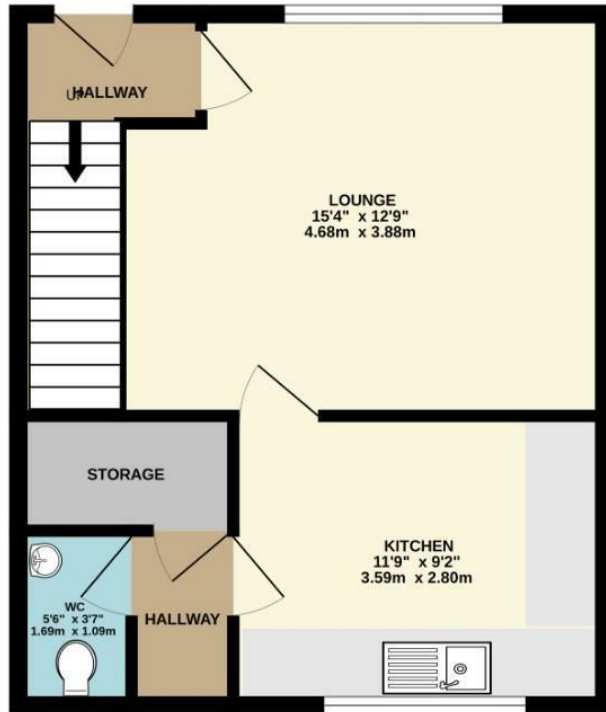 UP
HALLWAY
LOUNGE
15'4" x 12'9"
4.68m x 3.88m
STORAGE
KITCHEN
11'9" x 9'2"
3.59m x 2.80m
WC
5'6" x 3'7"
1.69m x 1.09m
HALLWAY